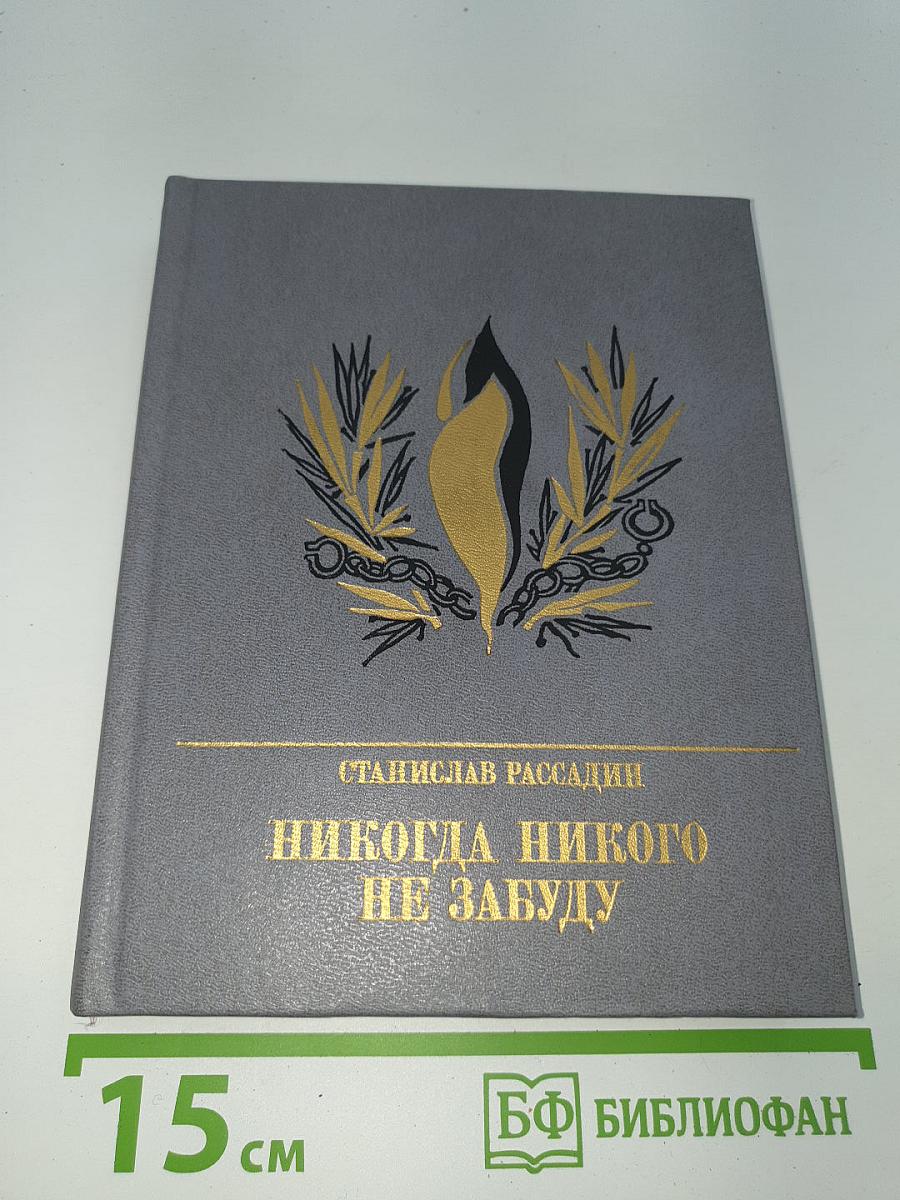 СТАНИСЛАВ РАССАДИН
НИКОГДА НИКОГО
НЕ ЗАБУДУ
15 см
БФ БИБЛИОФАН